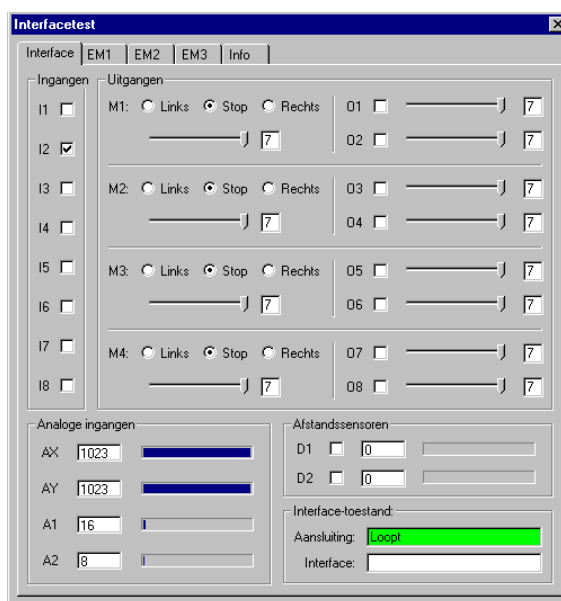 Interfacetest
Interface EM1 EM2 EM3 Info
Ingangen
I1
I2
I3
I4
I5
I6
I7
I8
Uitgangen
M1: Links Stop Rechts
7
O1 7
O2 7
M2: Links Stop Rechts
7
O3 7
O4 7
M3: Links Stop Rechts
7
O5 7
O6 7
M4: Links Stop Rechts
7
O7 7
O8 7
Analoge ingangen
AX 1023
AY 1023
A1 16
A2 8
Afstandssensoren
D1 0
D2 0
Interface-toestand:
Aansluiting: Loopt
Interface: